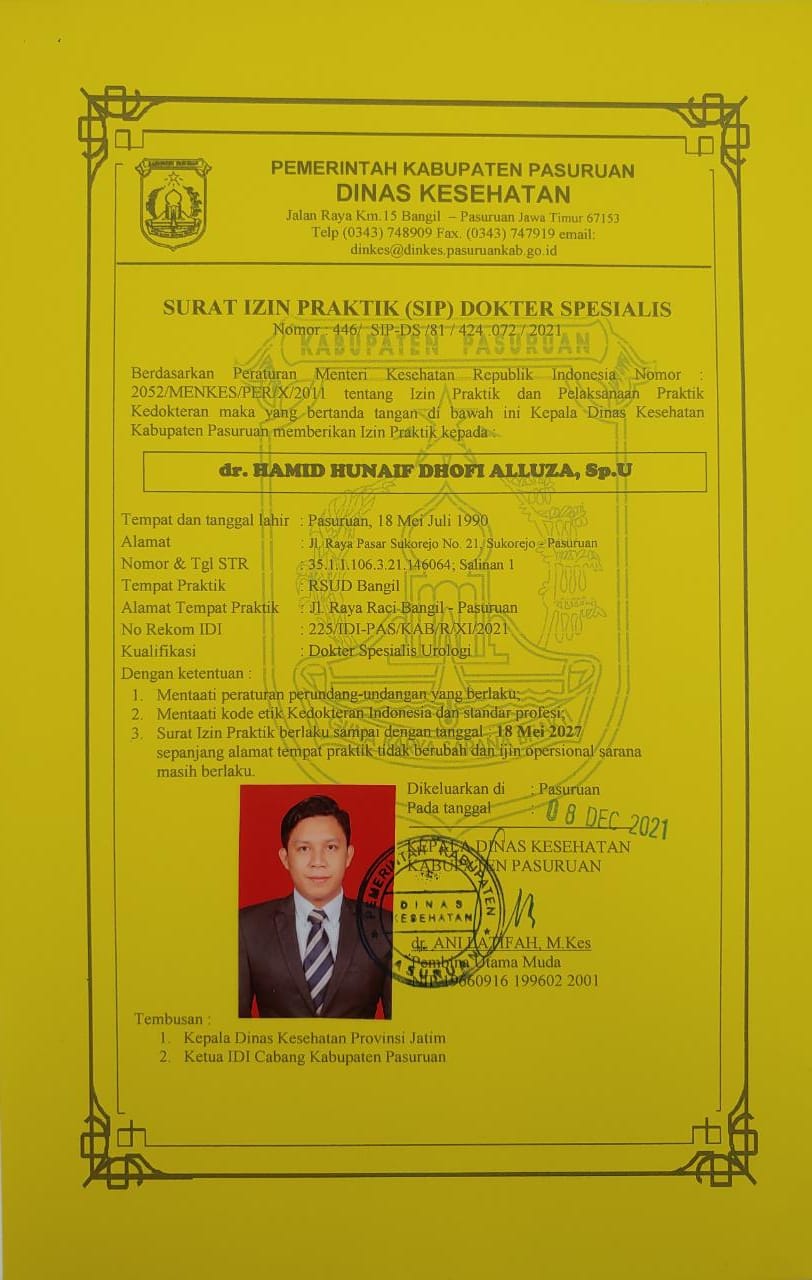 KABUPATEN PASURUAN
PEMERINTAH KABUPATEN PASURUAN
DINAS KESEHATAN
Jalan Raya Km.15 Bangil – Pasuruan Jawa Timur 67153
Telp (0343) 748909 Fax. (0343) 747919 email:
dinkes@dinkes.pasuruankab.go.id
SURAT IZIN PRAKTIK (SIP) DOKTER SPESIALIS
Nomor : 446/ SIP-DS /81 / 424 .072 / 2021
KABUPATEN PASURUAN
Berdasarkan Peraturan Menteri Kesehatan Republik Indonesia Nomor :
2052/MENKES/PER/X/2011 tentang Izin Praktik dan Pelaksanaan Praktik
Kedokteran maka yang bertanda tangan di bawah ini Kepala Dinas Kesehatan
Kabupaten Pasuruan memberikan Izin Praktik kepada :
dr. HAMID HUNAIF DHOFI ALLUZA, Sp.U
Tempat dan tanggal lahir : Pasuruan, 18 Mei Juli 1990
Alamat : Jl. Raya Pasar Sukorejo No. 21, Sukorejo - Pasuruan
Nomor & Tgl STR : 35.1.1.106.3.21.146064; Salinan 1
Tempat Praktik : RSUD Bangil
Alamat Tempat Praktik : Jl. Raya Raci Bangil - Pasuruan
No Rekom IDI : 225/IDI-PAS/KAB/R/XI/2021
Kualifikasi : Dokter Spesialis Urologi
Dengan ketentuan :
1. Mentaati peraturan perundang-undangan yang berlaku;
2. Mentaati kode etik Kedokteran Indonesia dan standar profesi;
3. Surat Izin Praktik berlaku sampai dengan tanggal : 18 Mei 2027
sepanjang alamat tempat praktik tidak berubah dan ijin opersional sarana
masih berlaku.
Dikeluarkan di : Pasuruan
Pada tanggal : 08 DEC 2021
KEPALA DINAS KESEHATAN
KABUPATEN PASURUAN
PEMERINTAH KABUPATEN
DINAS
KESEHATAN
PASURUAN
dr. ANI LATIFAH, M.Kes
Pembina Utama Muda
NIP. 19660916 199602 2001
Tembusan :
1. Kepala Dinas Kesehatan Provinsi Jatim
2. Ketua IDI Cabang Kabupaten Pasuruan